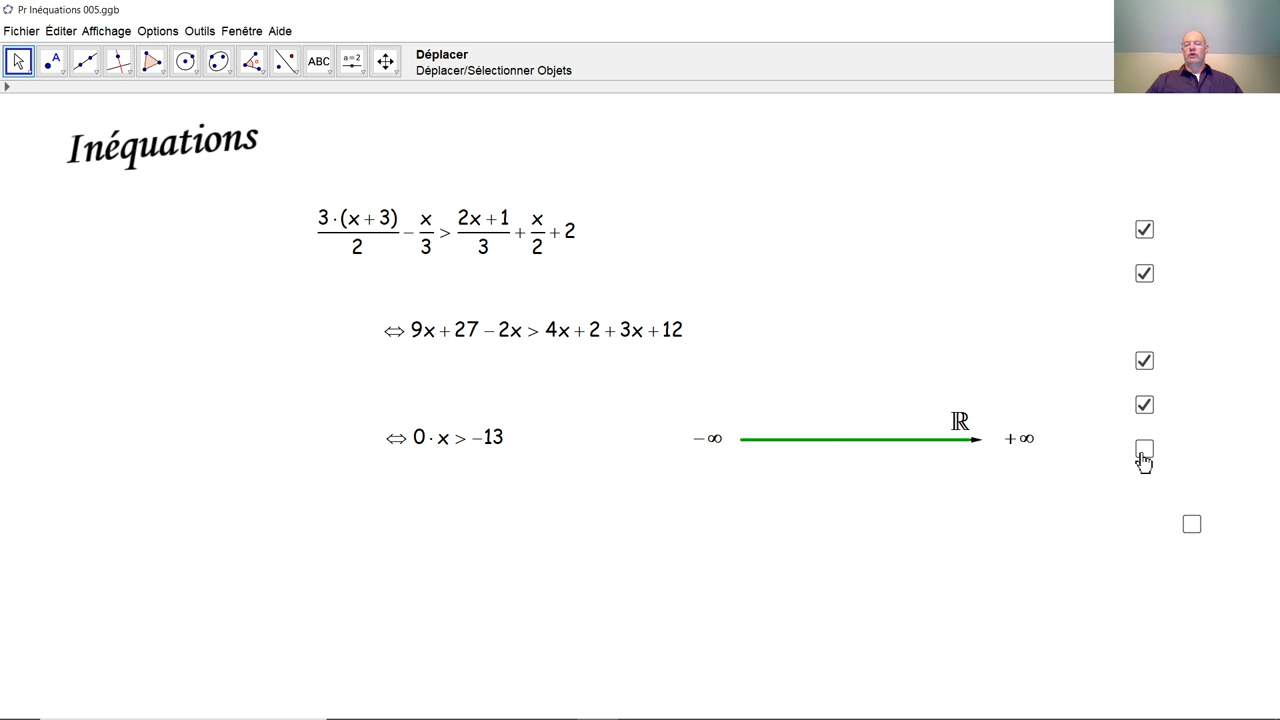 Pr Inéquations 005.ggb
Fichier Éditer Affichage Options Outils Fenêtre Aide
A ABC a=2
Déplacer
Déplacer/Sélectionner Objets
Inéquations
3·(x+3)/2 − x/3 > 2x+1/3 + x/2 + 2
⇔ 9x+27−2x > 4x+2+3x+12
⇔ 0·x > −13
−∞ ℝ +∞